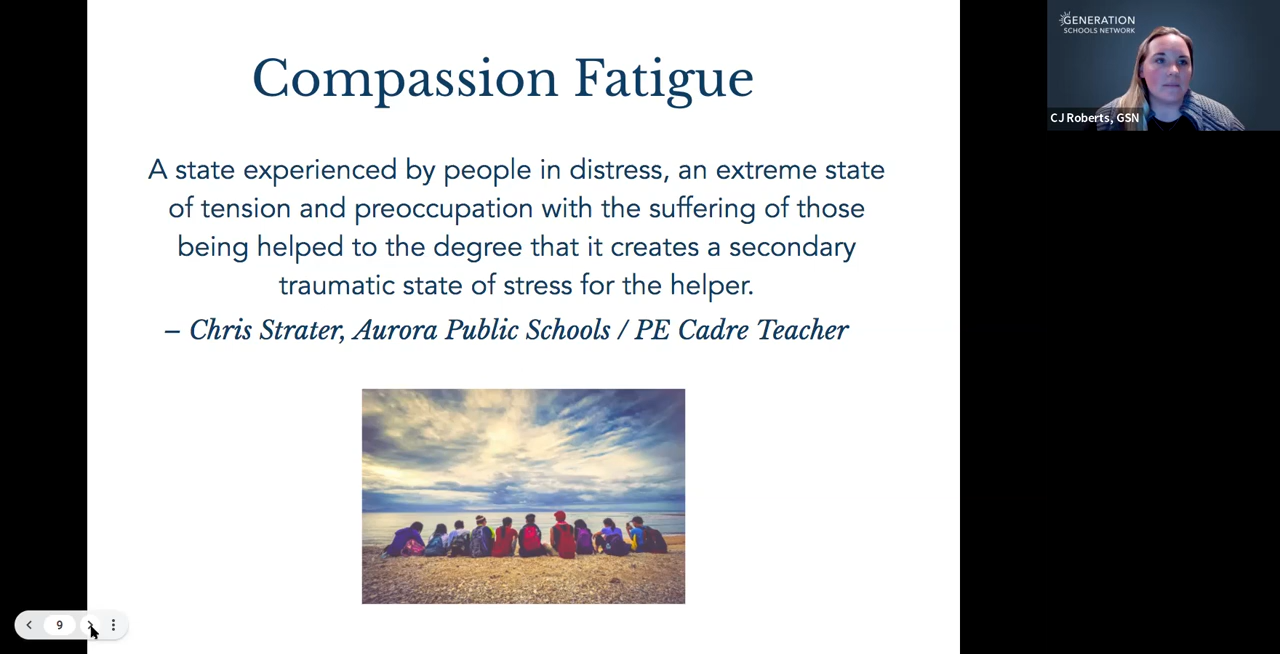 Compassion Fatigue
A state experienced by people in distress, an extreme state
of tension and preoccupation with the suffering of those
being helped to the degree that it creates a secondary
traumatic state of stress for the helper.
– Chris Strater, Aurora Public Schools / PE Cadre Teacher
9
GENERATION
SCHOOLS NETWORK
CJ Roberts, GSN